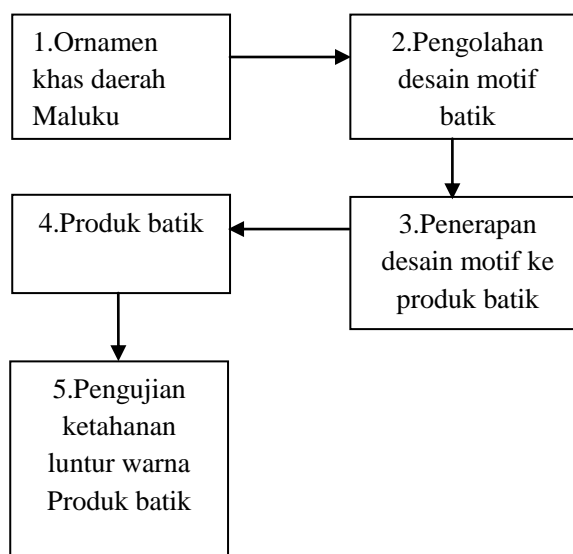 1.Ornamen
khas daerah
Maluku
2.Pengolahan
desain motif
batik
3.Penerapan
desain motif ke
produk batik
4.Produk batik
5.Pengujian
ketahanan
luntur warna
Produk batik